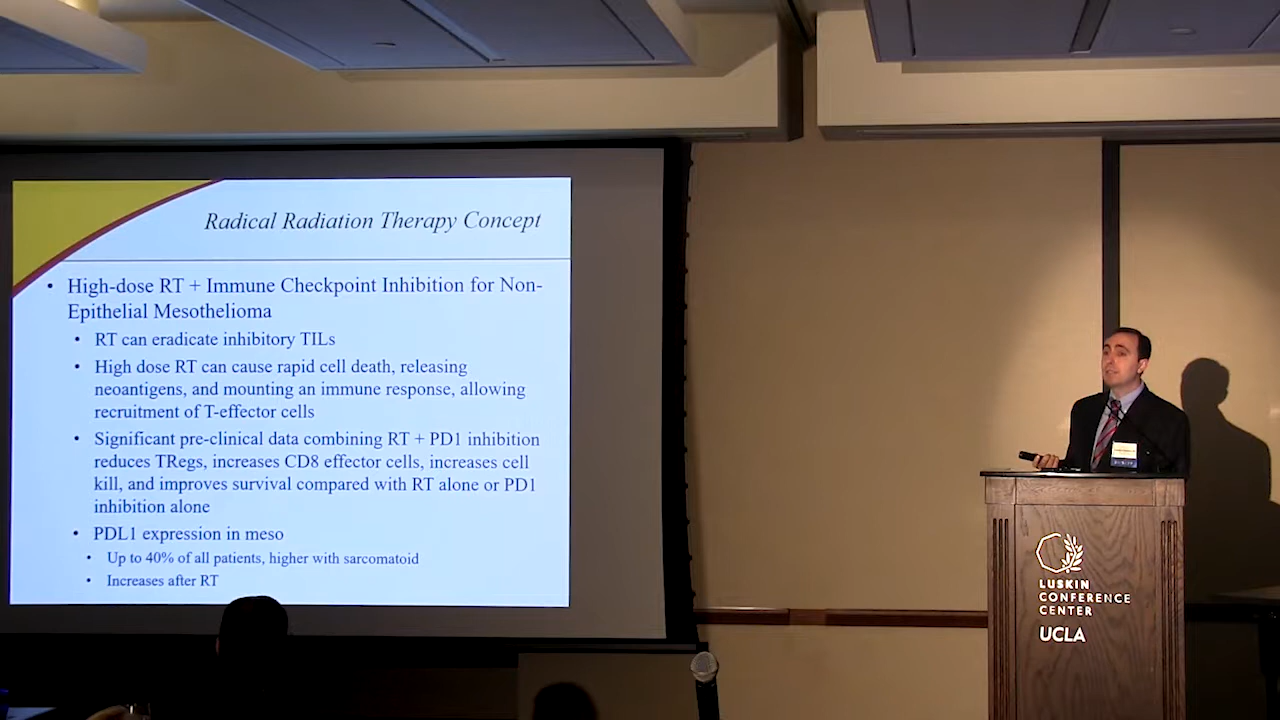 Radical Radiation Therapy Concept
• High-dose RT + Immune Checkpoint Inhibition for Non-
Epithelial Mesothelioma
• RT can eradicate inhibitory TILs
• High dose RT can cause rapid cell death, releasing
neoantigens, and mounting an immune response, allowing
recruitment of T-effector cells
• Significant pre-clinical data combining RT + PD1 inhibition
reduces TRegs, increases CD8 effector cells, increases cell
kill, and improves survival compared with RT alone or PD1
inhibition alone
• PDL1 expression in meso
• Up to 40% of all patients, higher with sarcomatoid
• Increases after RT
LUSKIN
CONFERENCE
CENTER
UCLA